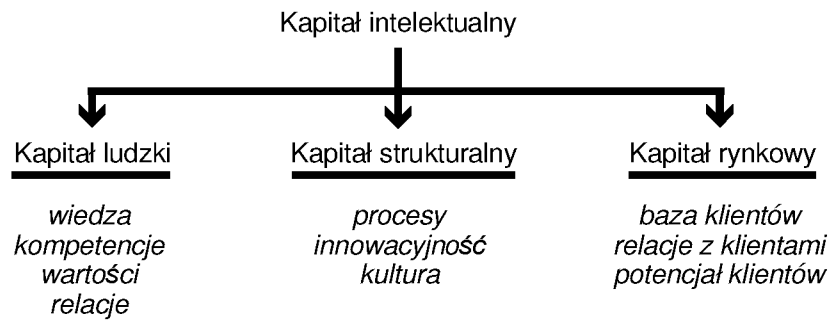 Kapitał intelektualny
Kapitał ludzki
wiedza
kompetencje
wartości
relacje
Kapitał strukturalny
procesy
innowacyjność
kultura
Kapitał rynkowy
baza klientów
relacje z klientami
potencjał klientów